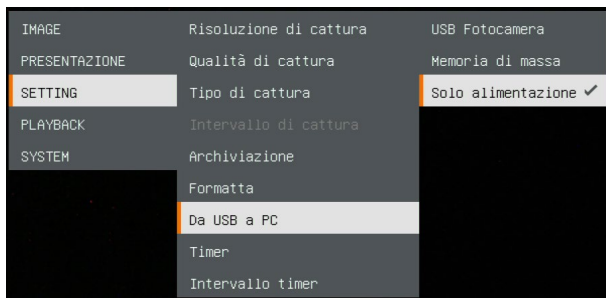 IMAGE
PRESENTAZIONE
SETTING
PLAYBACK
SYSTEM
Risoluzione di cattura
Qualità di cattura
Tipo di cattura
Intervallo di cattura
Archiviazione
Formatta
Da USB a PC
Timer
Intervallo timer
USB Fotocamera
Memoria di massa
Solo alimentazione ✓